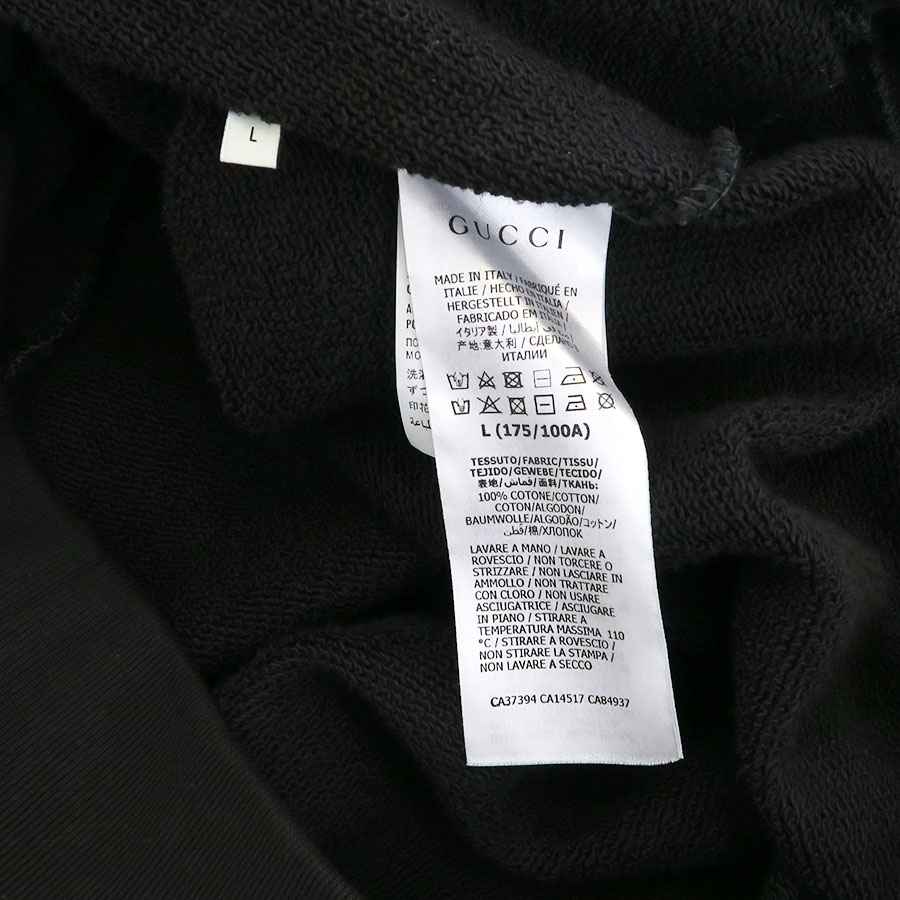 L
GUCCI
MADE IN ITALY / FABRIQUÉ EN
ITALIE / HECHO EN ITALIA /
HERGESTELLT IN ITALIEN /
FABRICADO EM ITALIA /
イタリア製 / صنع في إيطاليا /
产地:意大利 / СДЕЛАНО
ИТАЛИИ
L (175/100A)
TESSUTO/FABRIC/TISSU/
TEJIDO/GEWEBE/TECIDO/
表地/قماش/面料/ТКАНЬ:
100% COTONE/COTTON/
COTON/ALGODON/
BAUMWOLLE/ALGODÃO/コットン/
قطن/棉/ХЛОПОК
LAVARE A MANO / LAVARE A
ROVESCIO / NON TORCERE O
STRIZZARE / NON LASCIARE IN
AMMOLLO / NON TRATTARE
CON CLORO / NON USARE
ASCIUGATRICE / ASCIUGARE
IN PIANO / STIRARE A
TEMPERATURA MASSIMA 110
°C / STIRARE A ROVESCIO /
NON STIRARE LA STAMPA /
NON LAVARE A SECCO
CA37394 CA14517 CA84937